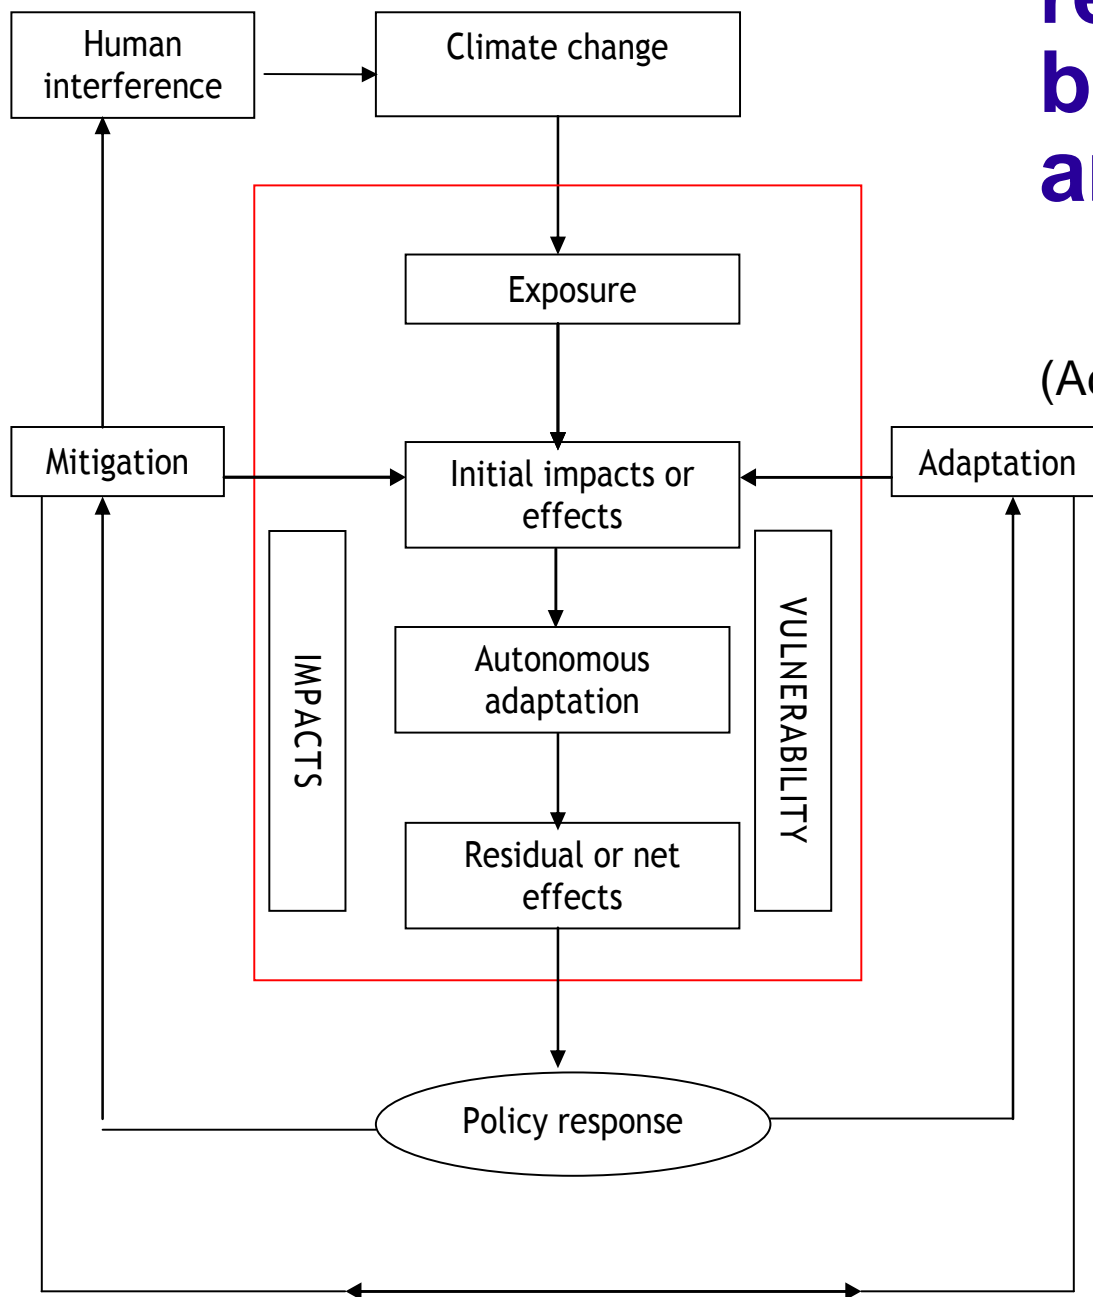 Human
interference
Climate change
Exposure
Mitigation
Initial impacts or
effects
Adaptation
IMPACTS
VULNERABILITY
Autonomous
adaptation
Residual or net
effects
Policy response